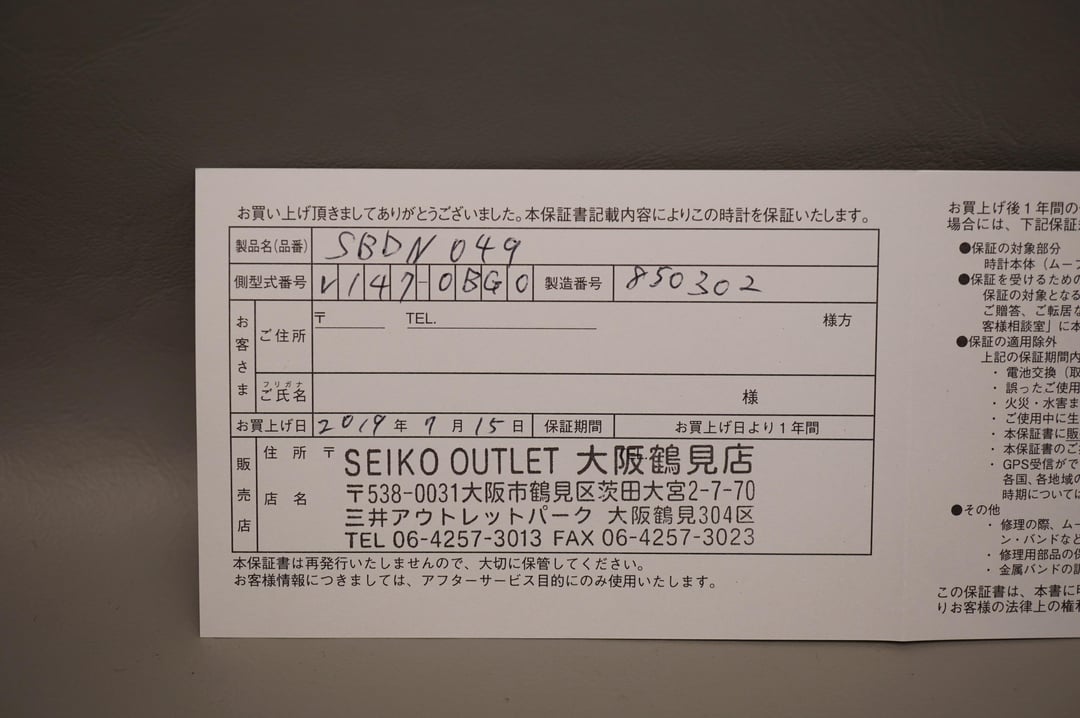 お買い上げ頂きましてありがとうございました。本保証書記載内容によりこの時計を保証いたします。
製品名(品番) SBDN 049
側型式番号 V147-0BG0 製造番号 850302
お客さま
ご住所 〒 TEL. 様方
フリガナ
ご氏名 様
お買上げ日 2019年 7月 15日 保証期間 お買上げ日より1年間
販売店
住所 〒
店名
SEIKO OUTLET 大阪鶴見店
〒538-0031大阪市鶴見区茨田大宮2-7-70
三井アウトレットパーク 大阪鶴見304区
TEL 06-4257-3013 FAX 06-4257-3023
本保証書は再発行いたしませんので、大切に保管してください。
お客様情報につきましては、アフターサービス目的にのみ使用いたします。
お買上げ後1年間の
場合には、下記保証
●保証の対象部分
時計本体(ムーブ
●保証を受けるための
保証の対象となる
ご贈答、ご転居な
客様相談室」に
●保証の適用除外
上記の保証期間内
・電池交換(取
・誤ったご使用
・火災・水害ま
・ご使用中に生
・本保証書に販
・本保証書のご
・GPS受信がで
各国、各地域の
時期については
●その他
・修理の際、ムー
ン・バンドなど
・修理用部品の保
・金属バンドの調
この保証書は、本書に明
りお客様の法律上の権利